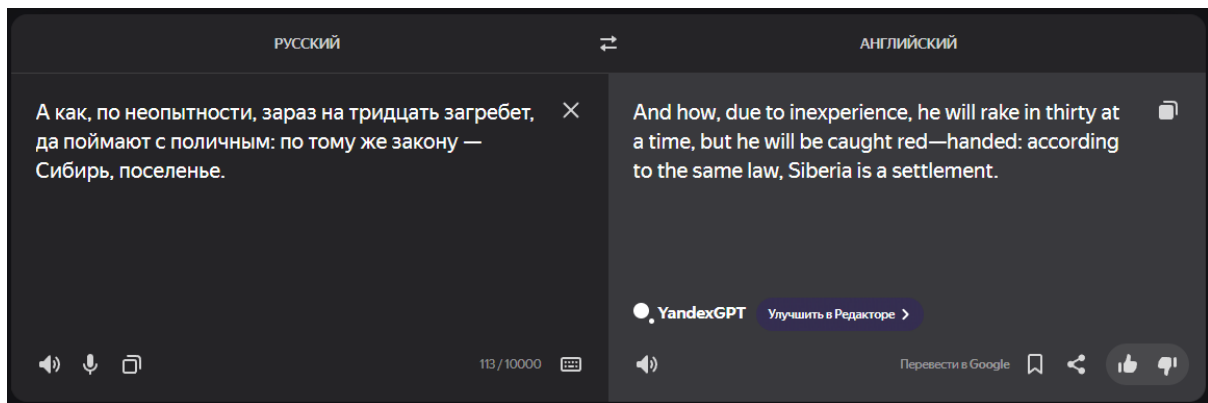 РУССКИЙ
АНГЛИЙСКИЙ
А как, по неопытности, зараз на тридцать загребет,
да поймают с поличным: по тому же закону —
Сибирь, поселенье.
113 / 10000
And how, due to inexperience, he will rake in thirty at
a time, but he will be caught red—handed: according
to the same law, Siberia is a settlement.
YandexGPT
Улучшить в Редакторе
Перевести в Google